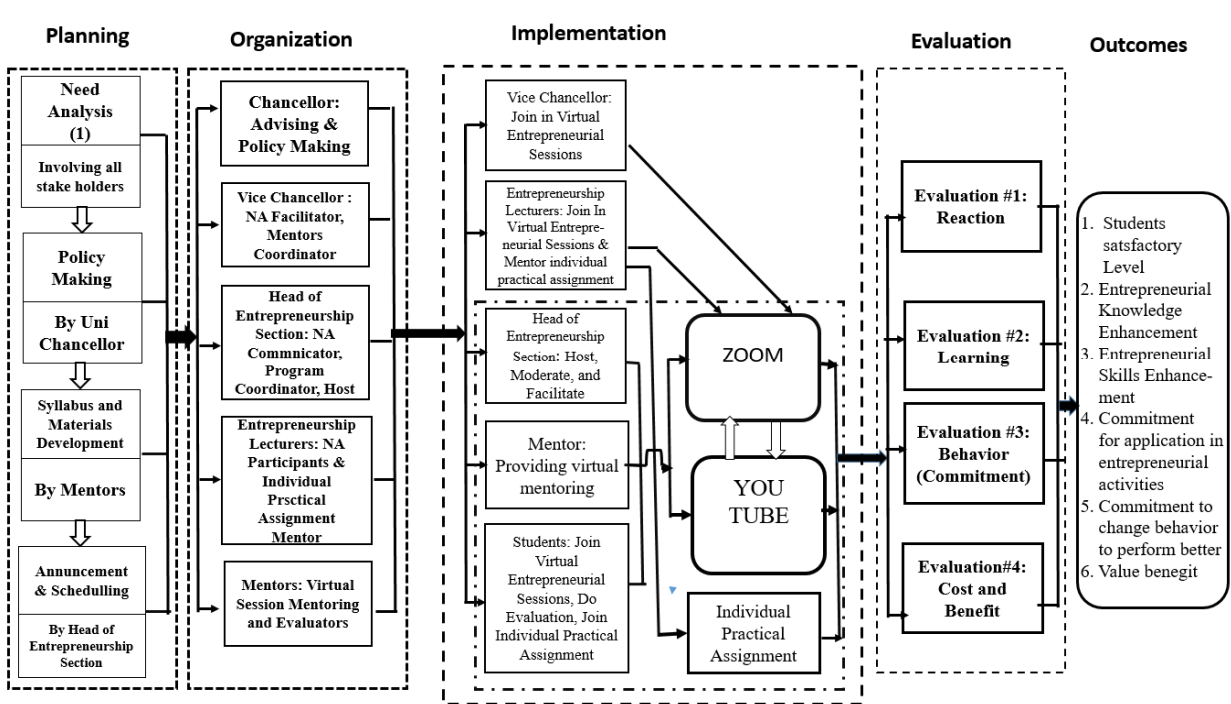 Planning
Need
Analysis
(1)
Involving all
stake holders
Policy
Making
By Uni
Chancellor
Syllabus and
Materials
Development
By Mentors
Annuncement
& Schedulling
By Head of
Entrepreneurship
Section
Organization
Chancellor:
Advising &
Policy Making
Vice Chancellor :
NA Facilitator,
Mentors
Coordinator
Head of
Entrepreneurship
Section: NA
Commnicator,
Program
Coordinator, Host
Entrepreneurship
Lecturers: NA
Participants &
Individual
Prsctical
Assignment
Mentor
Mentors: Virtual
Session Mentoring
and Evaluators
Implementation
Vice Chancellor:
Join in Virtual
Entrepreneurial
Sessions
Entrepreneurship
Lecturers: Join In
Virtual Entrepre-
neurial Sessions &
Mentor individual
practical assignment
Head of
Entrepreneurship
Section: Host,
Moderate, and
Facilitate
Mentor:
Providing virtual
mentoring
Students: Join
Virtual
Entrepreneurial
Sessions, Do
Evaluation, Join
Individual Practical
Assignment
ZOOM
YOU
TUBE
Individual
Practical
Assignment
Evaluation
Evaluation #1:
Reaction
Evaluation #2:
Learning
Evaluation #3:
Behavior
(Commitment)
Evaluation#4:
Cost and
Benefit
Outcomes
1. Students
satsfactory
Level
2. Entrepreneurial
Knowledge
Enhancement
3. Entrepreneurial
Skills Enhance-
ment
4. Commitment
for application in
entrepreneurial
activities
5. Commitment to
change behavior
to perform better
6. Value benegit